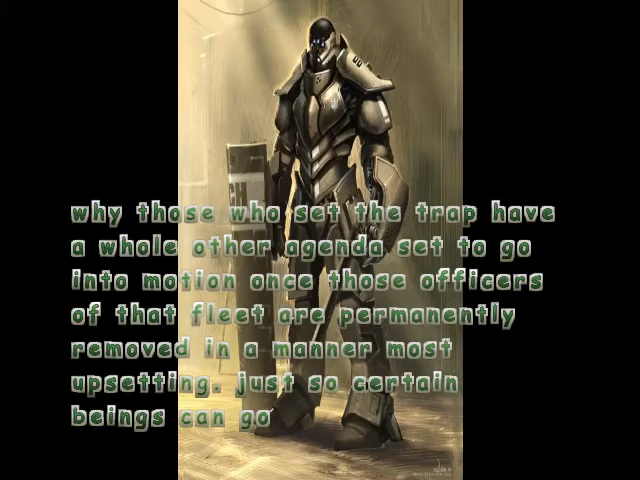 why those who set the trap have
a whole other agenda set to go
into motion once those officers
of that fleet are permanently
removed in a manner most
upsetting. just so certain
beings can go